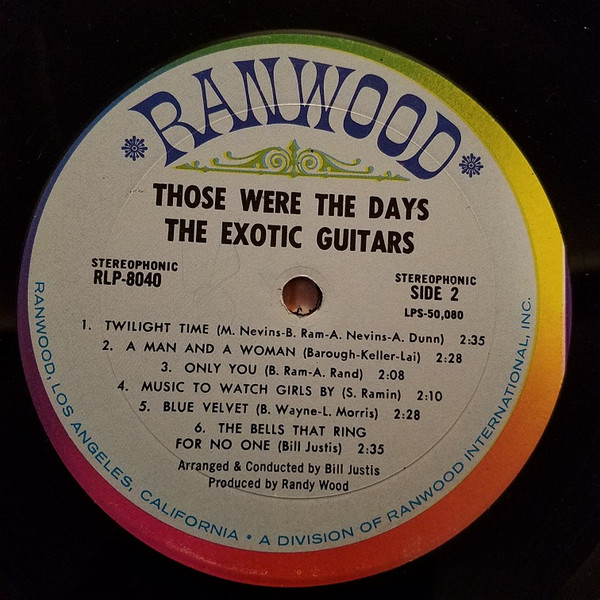 RANWOOD
THOSE WERE THE DAYS
THE EXOTIC GUITARS
STEREOPHONIC
RLP-8040
STEREOPHONIC
SIDE 2
LPS-50,080
1. TWILIGHT TIME (M. Nevins-B. Ram-A. Nevins-A. Dunn) 2:35
2. A MAN AND A WOMAN (Barough-Keller-Lai) 2:28
3. ONLY YOU (B. Ram-A. Rand) 2:08
4. MUSIC TO WATCH GIRLS BY (S. Ramin) 2:10
5. BLUE VELVET (B. Wayne-L. Morris) 2:28
6. THE BELLS THAT RING
FOR NO ONE (Bill Justis) 2:35
Arranged & Conducted by Bill Justis
Produced by Randy Wood
RANWOOD, LOS ANGELES, CALIFORNIA • A DIVISION OF RANWOOD INTERNATIONAL, INC.